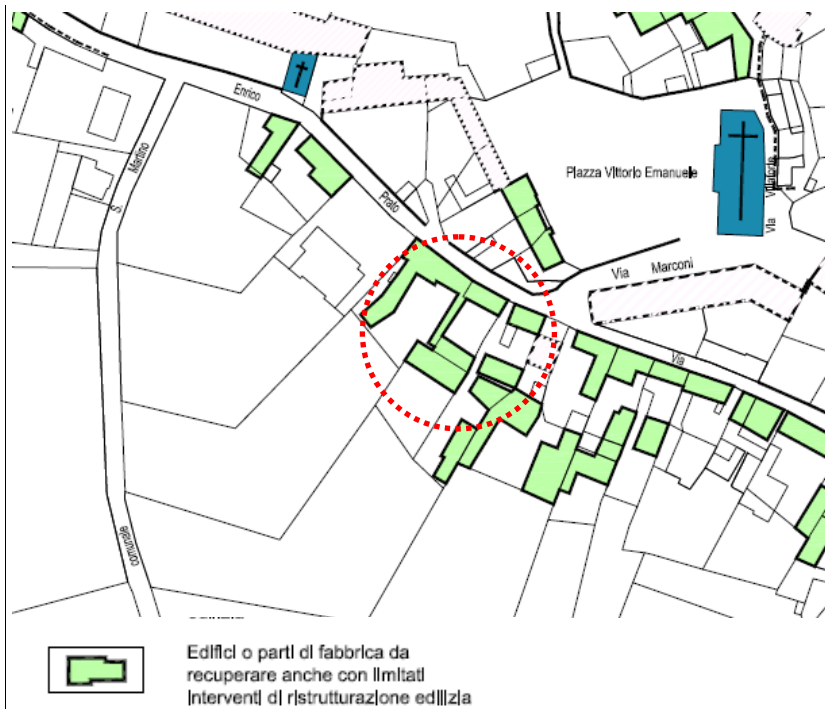 Enrico
Prato
S. Martino
Piazza Vittorio Emanuele
Via Villaforte
Via Marconi
Via
comunale
Edifici o parti di fabbrica da
recuperare anche con limitati
interventi di ristrutturazione edilizia